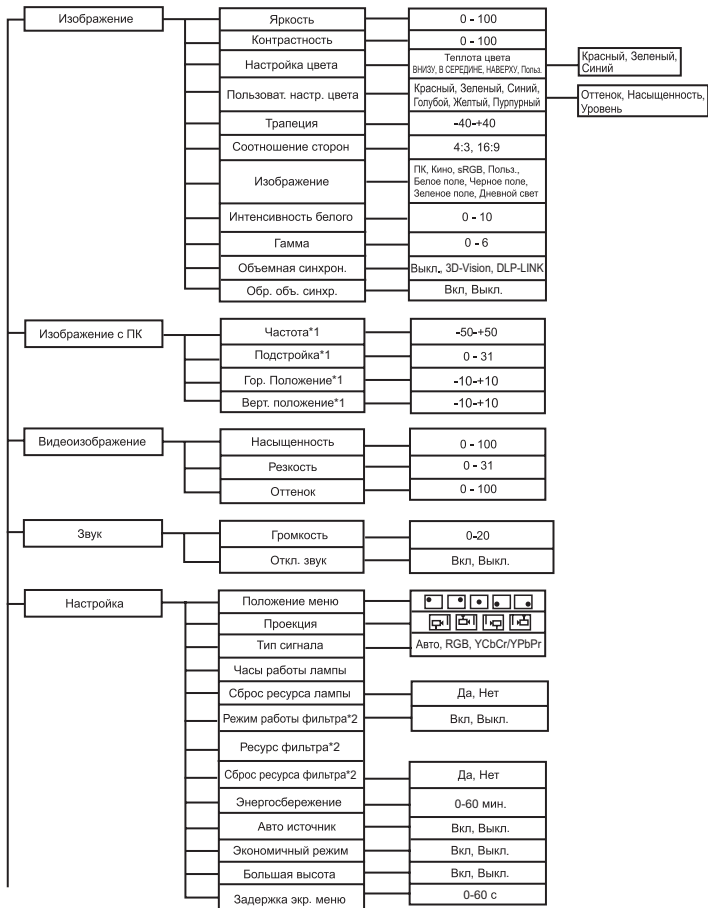 Изображение
Яркость
0 - 100
Контрастность
0 - 100
Настройка цвета
Теплота цвета
ВНИЗУ, В СЕРЕДИНЕ, НАВЕРХУ, Польз.
Красный, Зеленый,
Синий
Пользоват. настр. цвета
Красный, Зеленый, Синий,
Голубой, Желтый, Пурпурный
Оттенок, Насыщенность,
Уровень
Трапеция
-40-+40
Соотношение сторон
4:3, 16:9
Изображение
ПК, Кино, sRGB, Польз.,
Белое поле, Черное поле,
Зеленое поле, Дневной свет
Интенсивность белого
0 - 10
Гамма
0 - 6
Объемная синхрон.
Выкл., 3D-Vision, DLP-LINK
Обр. об. синхр.
Вкл, Выкл.
Изображение с ПК
Частота*1
-50-+50
Подстройка*1
0 - 31
Гор. Положение*1
-10-+10
Верт. положение*1
-10-+10
Видеоизображение
Насыщенность
0 - 100
Резкость
0 - 31
Оттенок
0 - 100
Звук
Громкость
0-20
Откл. звук
Вкл, Выкл.
Настройка
Положение меню
Проекция
Тип сигнала
Авто, RGB, YCbCr/YPbPr
Часы работы лампы
Сброс ресурса лампы
Да, Нет
Режим работы фильтра*2
Вкл, Выкл.
Ресурс фильтра*2
Сброс ресурса фильтра*2
Да, Нет
Энергосбережение
0-60 мин.
Авто источник
Вкл, Выкл.
Экономичный режим
Вкл, Выкл.
Большая высота
Вкл, Выкл.
Задержка экр. меню
0-60 с